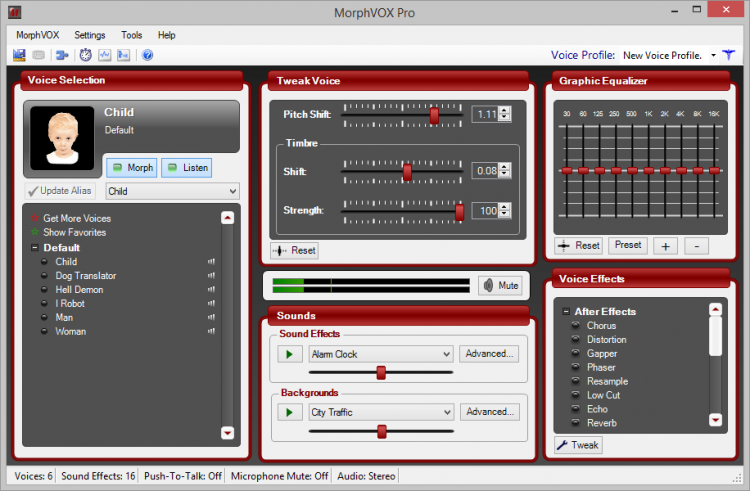 MorphVOX Pro
MorphVOX Settings Tools Help
Voice Profile: New Voice Profile.
Voice Selection
Child
Default
Morph Listen
Update Alias Child
Get More Voices
Show Favorites
Default
Child
Dog Translator
Hell Demon
I Robot
Man
Woman
Tweak Voice
Pitch Shift: 1.11
Timbre
Shift: 0.08
Strength: 100
Reset
Mute
Sounds
Sound Effects
Alarm Clock Advanced...
Backgrounds
City Traffic Advanced...
Graphic Equalizer
30 60 125 250 500 1K 2K 4K 8K 16K
Reset Preset + -
Voice Effects
After Effects
Chorus
Distortion
Gapper
Phaser
Resample
Low Cut
Echo
Reverb
Tweak
Voices: 6 Sound Effects: 16 Push-To-Talk: Off Microphone Mute: Off Audio: Stereo